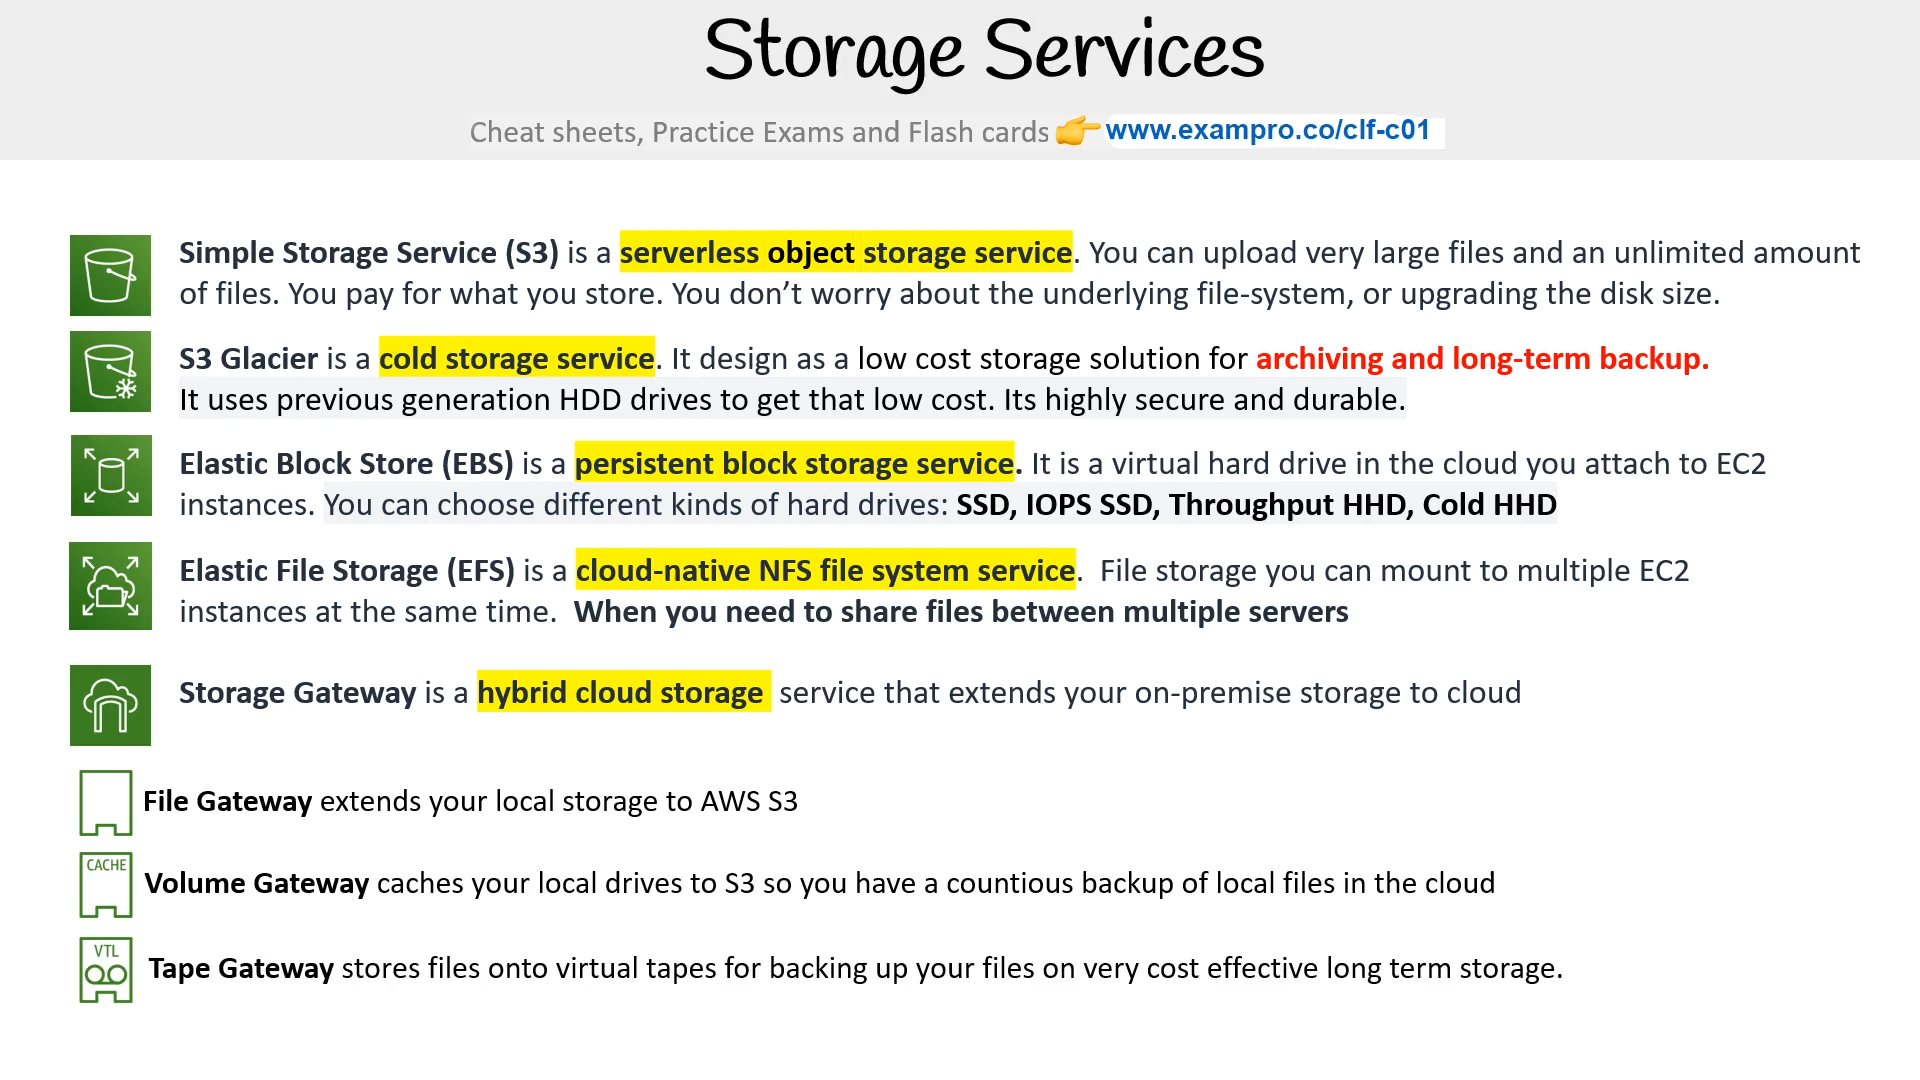 Storage Services
Cheat sheets, Practice Exams and Flash cards 👉 www.exampro.co/clf-c01
Simple Storage Service (S3) is a serverless object storage service. You can upload very large files and an unlimited amount
of files. You pay for what you store. You don’t worry about the underlying file-system, or upgrading the disk size.
S3 Glacier is a cold storage service. It design as a low cost storage solution for archiving and long-term backup.
It uses previous generation HDD drives to get that low cost. Its highly secure and durable.
Elastic Block Store (EBS) is a persistent block storage service. It is a virtual hard drive in the cloud you attach to EC2
instances. You can choose different kinds of hard drives: SSD, IOPS SSD, Throughput HHD, Cold HHD
Elastic File Storage (EFS) is a cloud-native NFS file system service. File storage you can mount to multiple EC2
instances at the same time. When you need to share files between multiple servers
Storage Gateway is a hybrid cloud storage service that extends your on-premise storage to cloud
File Gateway extends your local storage to AWS S3
CACHE
Volume Gateway caches your local drives to S3 so you have a countious backup of local files in the cloud
VTL
Tape Gateway stores files onto virtual tapes for backing up your files on very cost effective long term storage.